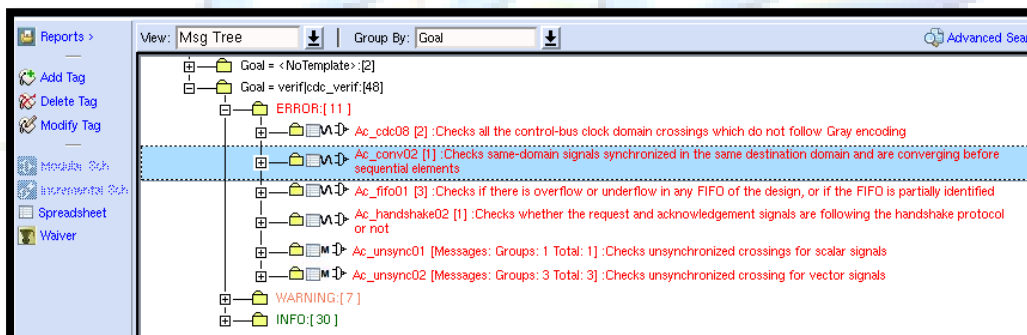 Reports >
View: Msg Tree
Group By: Goal
Advanced Sear
Add Tag
Delete Tag
Modify Tag
Modular Sch
Incremental Sch
Spreadsheet
Waiver
Goal = <NoTemplate>:[2]
Goal = verif|cdc_verif:[48]
ERROR:[11]
Ac_cdc08 [2] :Checks all the control-bus clock domain crossings which do not follow Gray encoding
Ac_conv02 [1] :Checks same-domain signals synchronized in the same destination domain and are converging before
sequential elements
Ac_fifo01 [3] :Checks if there is overflow or underflow in any FIFO of the design, or if the FIFO is partially identified
Ac_handshake02 [1] :Checks whether the request and acknowledgement signals are following the handshake protocol
or not
M Ac_unsync01 [Messages: Groups: 1 Total: 1] :Checks unsynchronized crossings for scalar signals
M Ac_unsync02 [Messages: Groups: 3 Total: 3] :Checks unsynchronized crossing for vector signals
WARNING:[7]
INFO:[30]